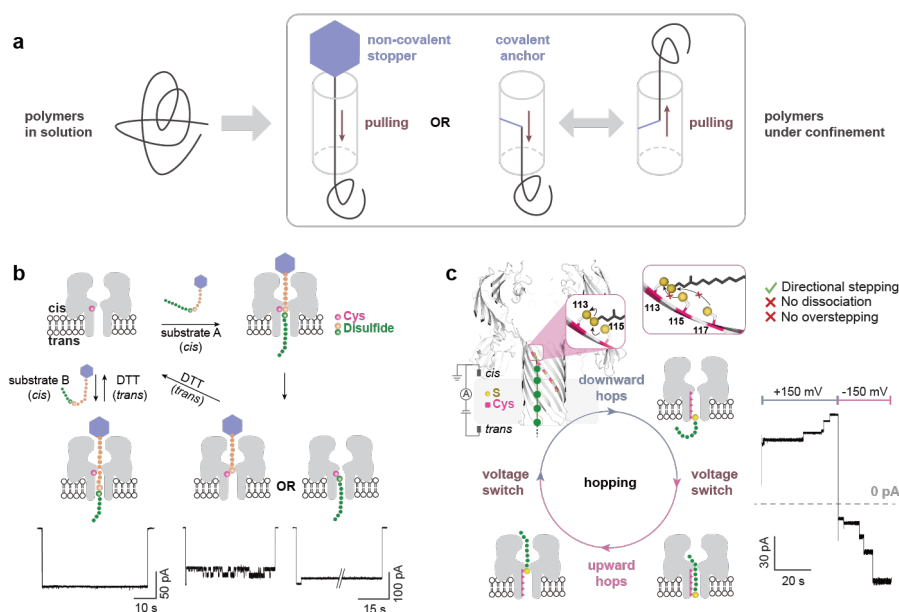 a
polymers
in solution
non-covalent
stopper
pulling
OR
covalent
anchor
pulling
polymers
under confinement
b
cis
trans
substrate A
(cis)
Cys
Disulfide
substrate B
(cis)
DTT
(trans)
DTT
(trans)
OR
50 pA
10 s
100 pA
15 s
c
113
115
113
115
117
Directional stepping
No dissociation
No overstepping
cis
A
S
Cys
trans
downward
hops
voltage
switch
hopping
voltage
switch
upward
hops
+150 mV
-150 mV
0 pA
30 pA
20 s